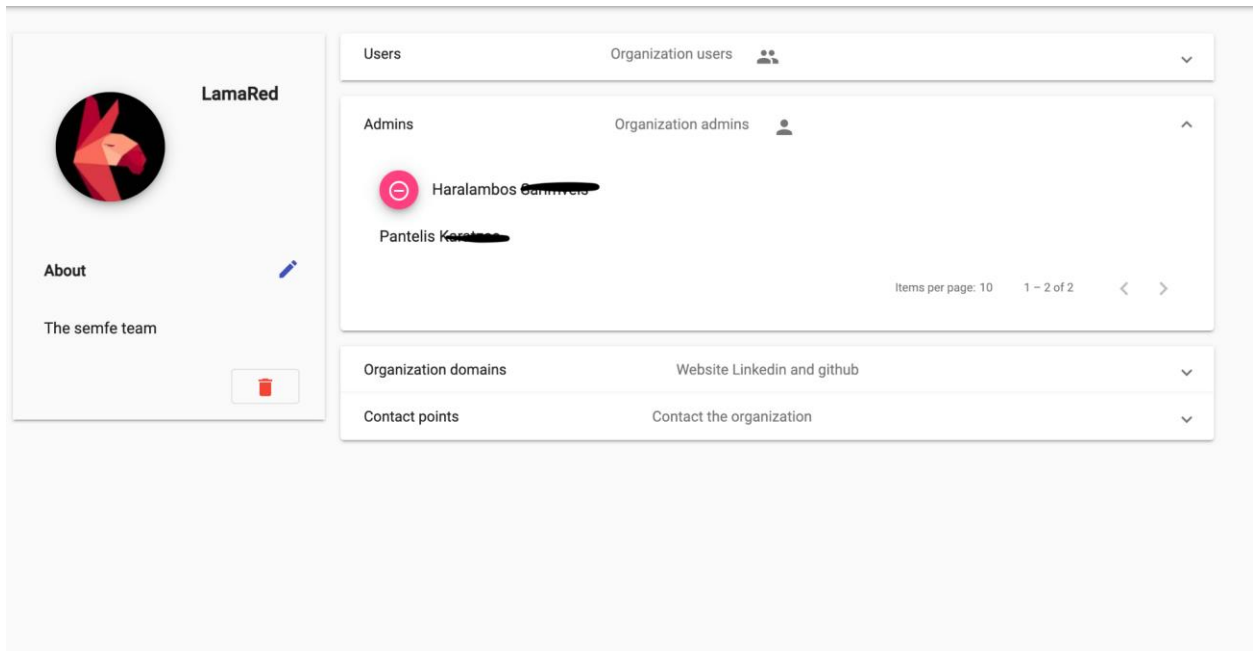 LamaRed
About
The semfe team
Users Organization users
Admins Organization admins
Haralambos
Pantelis
Items per page: 10 1 – 2 of 2
Organization domains Website Linkedin and github
Contact points Contact the organization